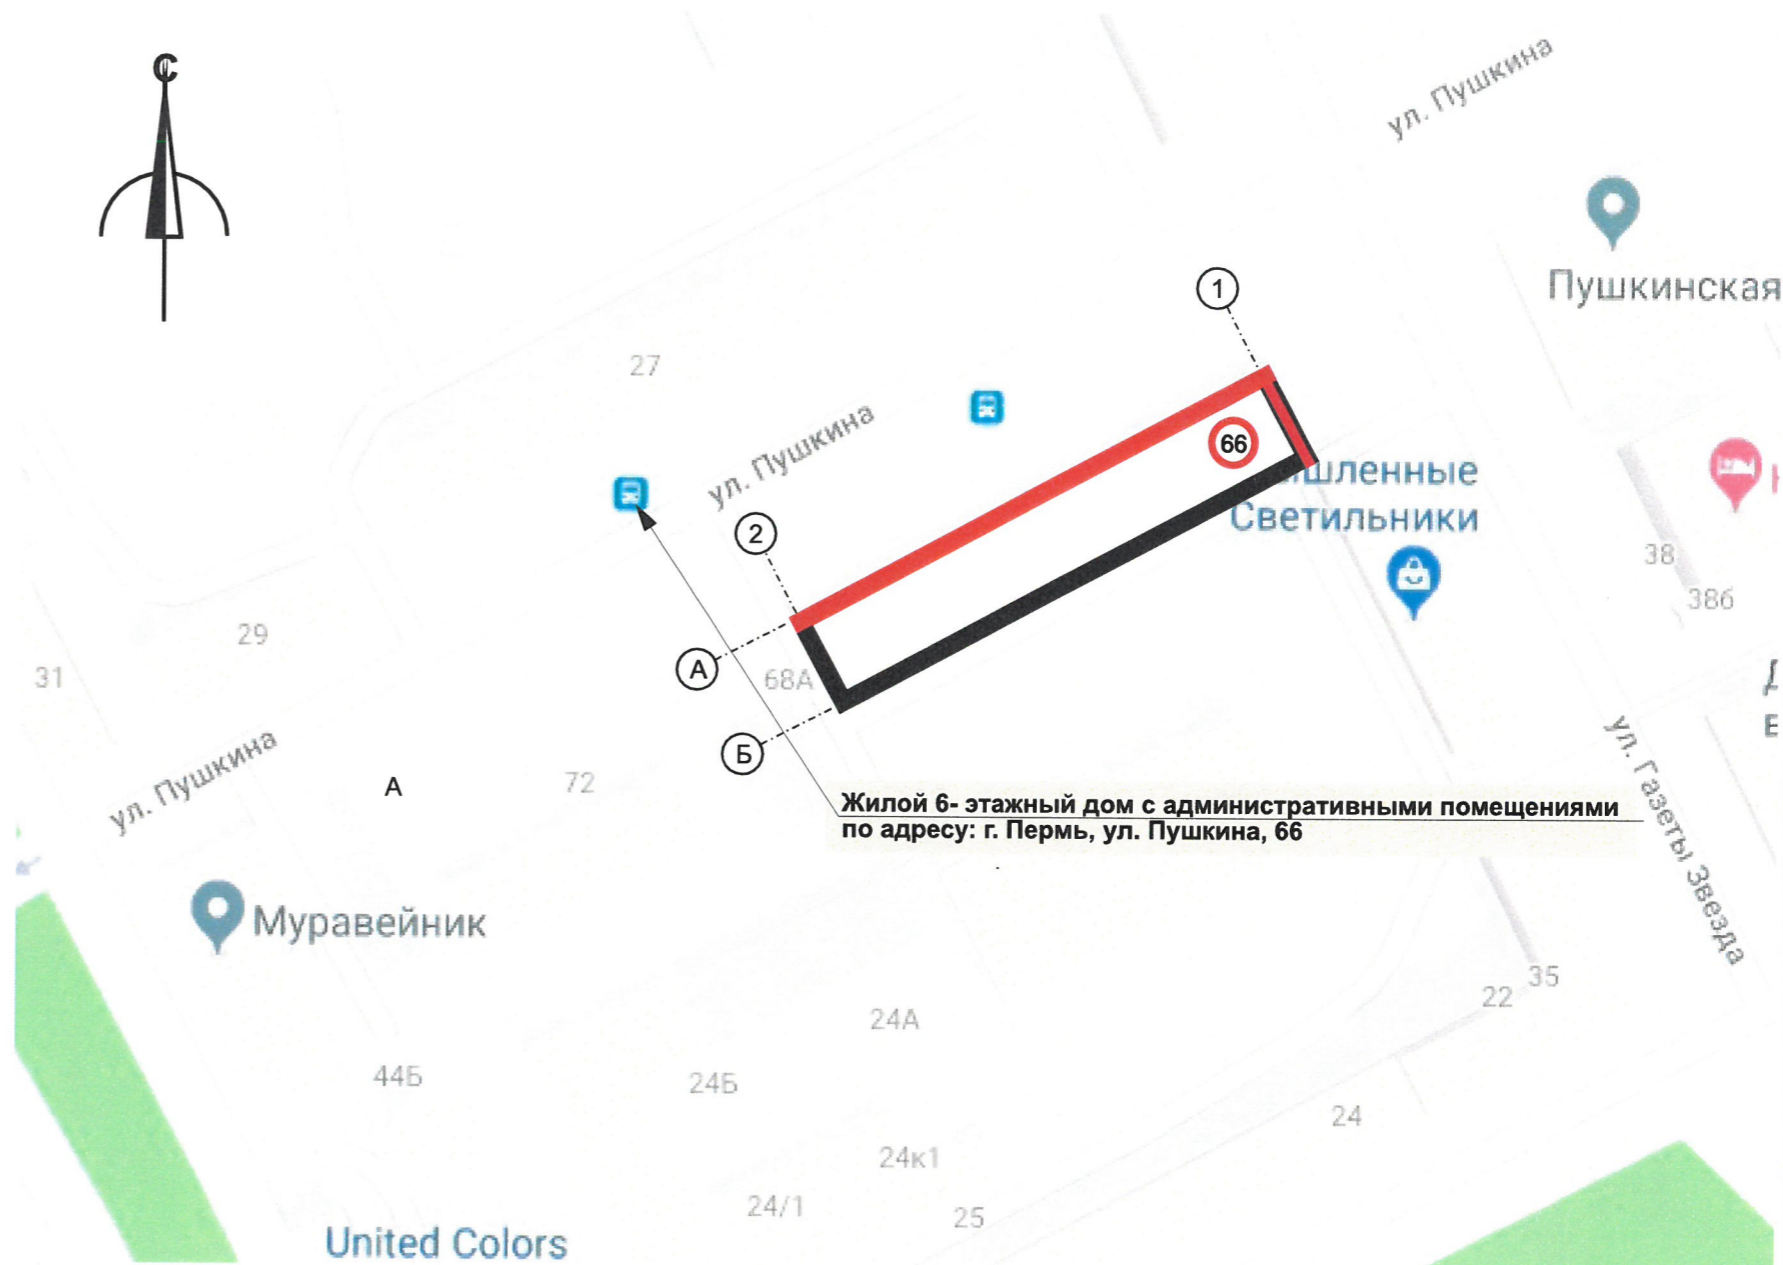 С
ул. Пушкина
Пушкинская
1
27
ул. Пушкина
66
шленные
Светильники
2
38
38б
29
31
А
68А
Б
ул. Пушкина
А
72
Жилой 6- этажный дом с административными помещениями
по адресу: г. Пермь, ул. Пушкина, 66
ул. Газеты Звезда
Муравейник
35
22
24А
44Б
24Б
24
24к1
24/1
25
United Colors